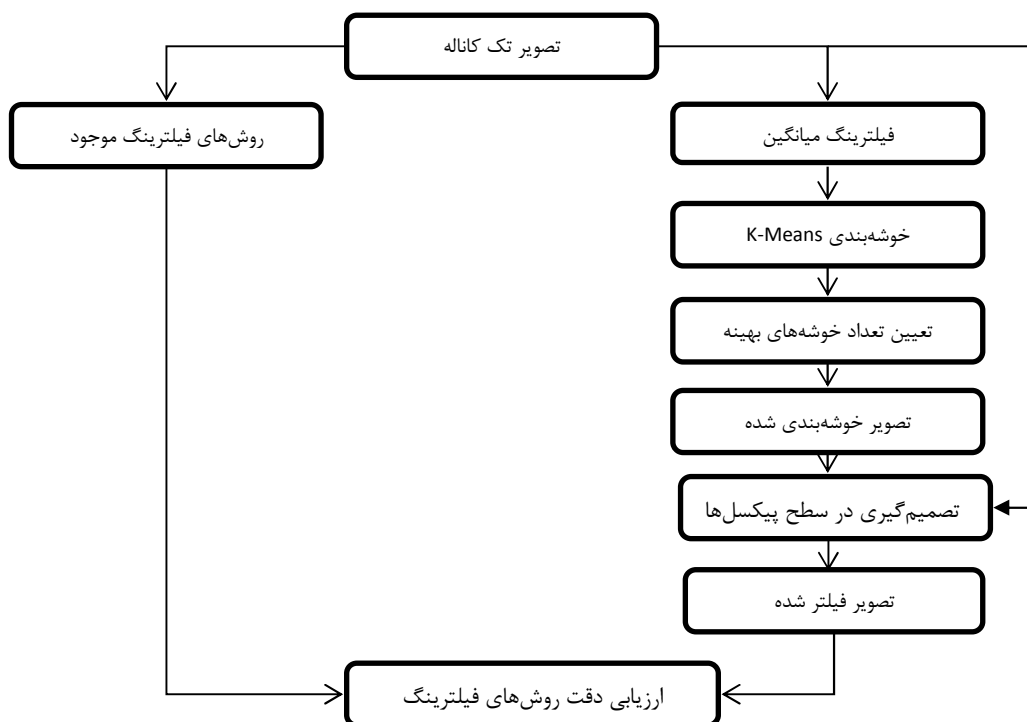 تصویر تک کاناله
روش‌های فیلترینگ موجود
فیلترینگ میانگین
خوشه‌بندی K-Means
تعیین تعداد خوشه‌های بهینه
تصویر خوشه‌بندی شده
تصمیم‌گیری در سطح پیکسل‌ها
تصویر فیلتر شده
ارزیابی دقت روش‌های فیلترینگ